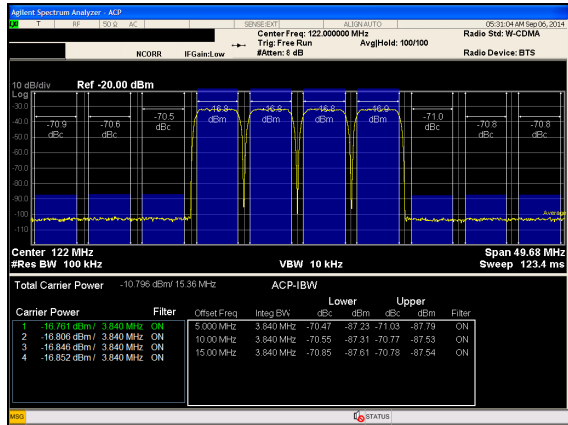 Agilent Spectrum Analyzer - ACP
T RF 50 Ω AC SENSE:EXT ALIGN AUTO 05:31:04 AM Sep 06, 2014
Center Freq: 122.000000 MHz Radio Std: W-CDMA
Trig: Free Run Avg|Hold: 100/100
NCORR IFGain:Low #Atten: 8 dB Radio Device: BTS
10 dB/div Ref -20.00 dBm
Log
-30.0
-40.0
-50.0
-60.0
-70.0
-80.0
-90.0
-100
-110
-70.9 dBc
-70.6 dBc
-70.5 dBc
-16.8 dBm
-16.8 dBm
-16.8 dBm
-16.9 dBm
-71.0 dBc
-70.8 dBc
-70.8 dBc
Average
Center 122 MHz Span 49.68 MHz
#Res BW 100 kHz VBW 10 kHz Sweep 123.4 ms
Total Carrier Power -10.796 dBm/ 15.36 MHz ACP-IBW
Lower Upper
Carrier Power Filter Offset Freq Integ BW dBc dBm dBc dBm Filter
1 -16.761 dBm / 3.840 MHz ON 5.000 MHz 3.840 MHz -70.47 -87.23 -71.03 -87.79 ON
2 -16.806 dBm / 3.840 MHz ON 10.00 MHz 3.840 MHz -70.55 -87.31 -70.77 -87.53 ON
3 -16.846 dBm / 3.840 MHz ON 15.00 MHz 3.840 MHz -70.85 -87.61 -70.78 -87.54 ON
4 -16.852 dBm / 3.840 MHz ON
MSG STATUS